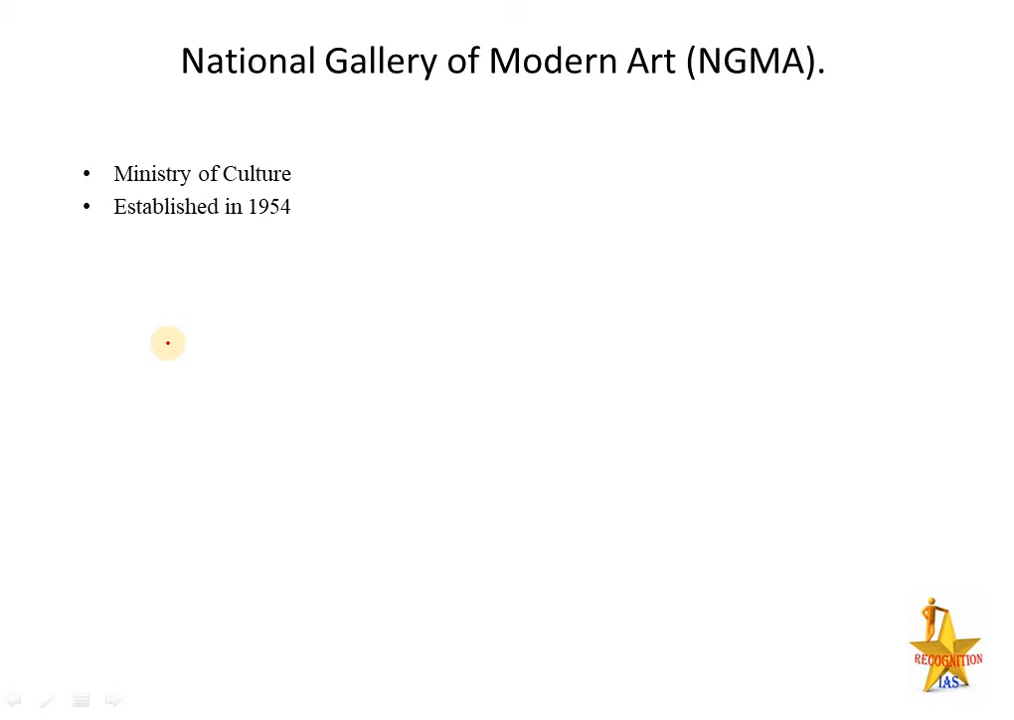 National Gallery of Modern Art (NGMA).
• Ministry of Culture
• Established in 1954
RECOGNITION
IAS